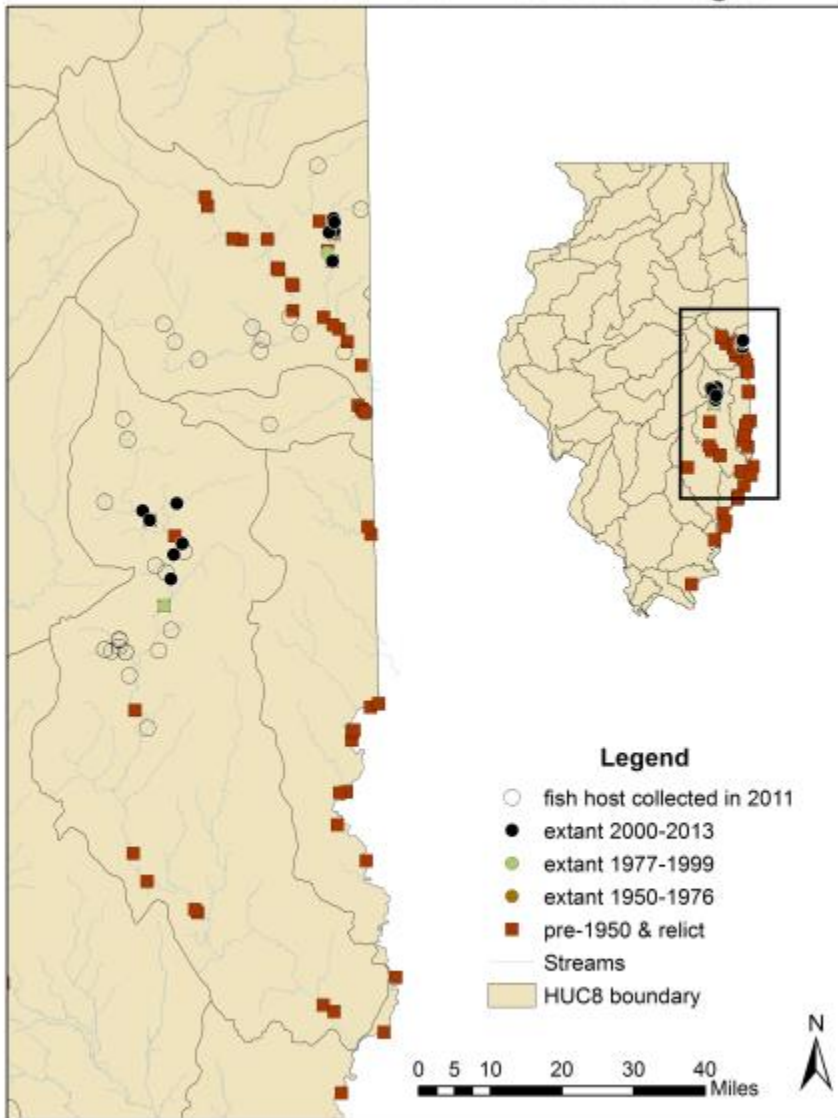 Legend
fish host collected in 2011
extant 2000-2013
extant 1977-1999
extant 1950-1976
pre-1950 & relict
Streams
HUC8 boundary
N
0 5 10 20 30 40
Miles